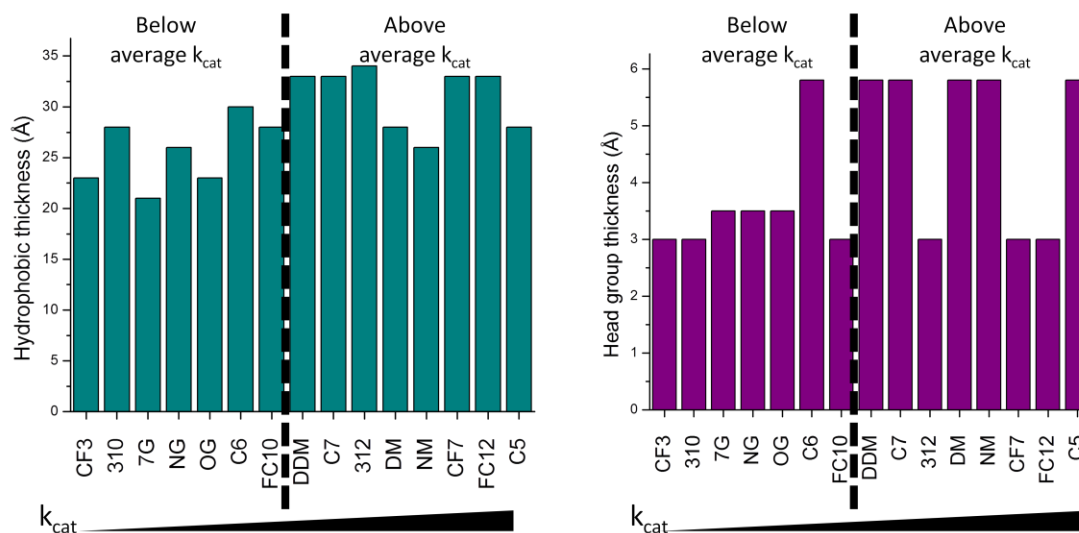 Below
average kcat
Above
average kcat
Hydrophobic thickness (Å)
35
30
25
20
15
10
5
0
CF3
310
7G
NG
OG
C6
FC10
DDM
C7
312
DM
NM
CF7
FC12
C5
kcat
Below
average kcat
Above
average kcat
Head group thickness (Å)
6
5
4
3
2
1
0
CF3
310
7G
NG
OG
C6
FC10
DDM
C7
312
DM
NM
CF7
FC12
C5
kcat